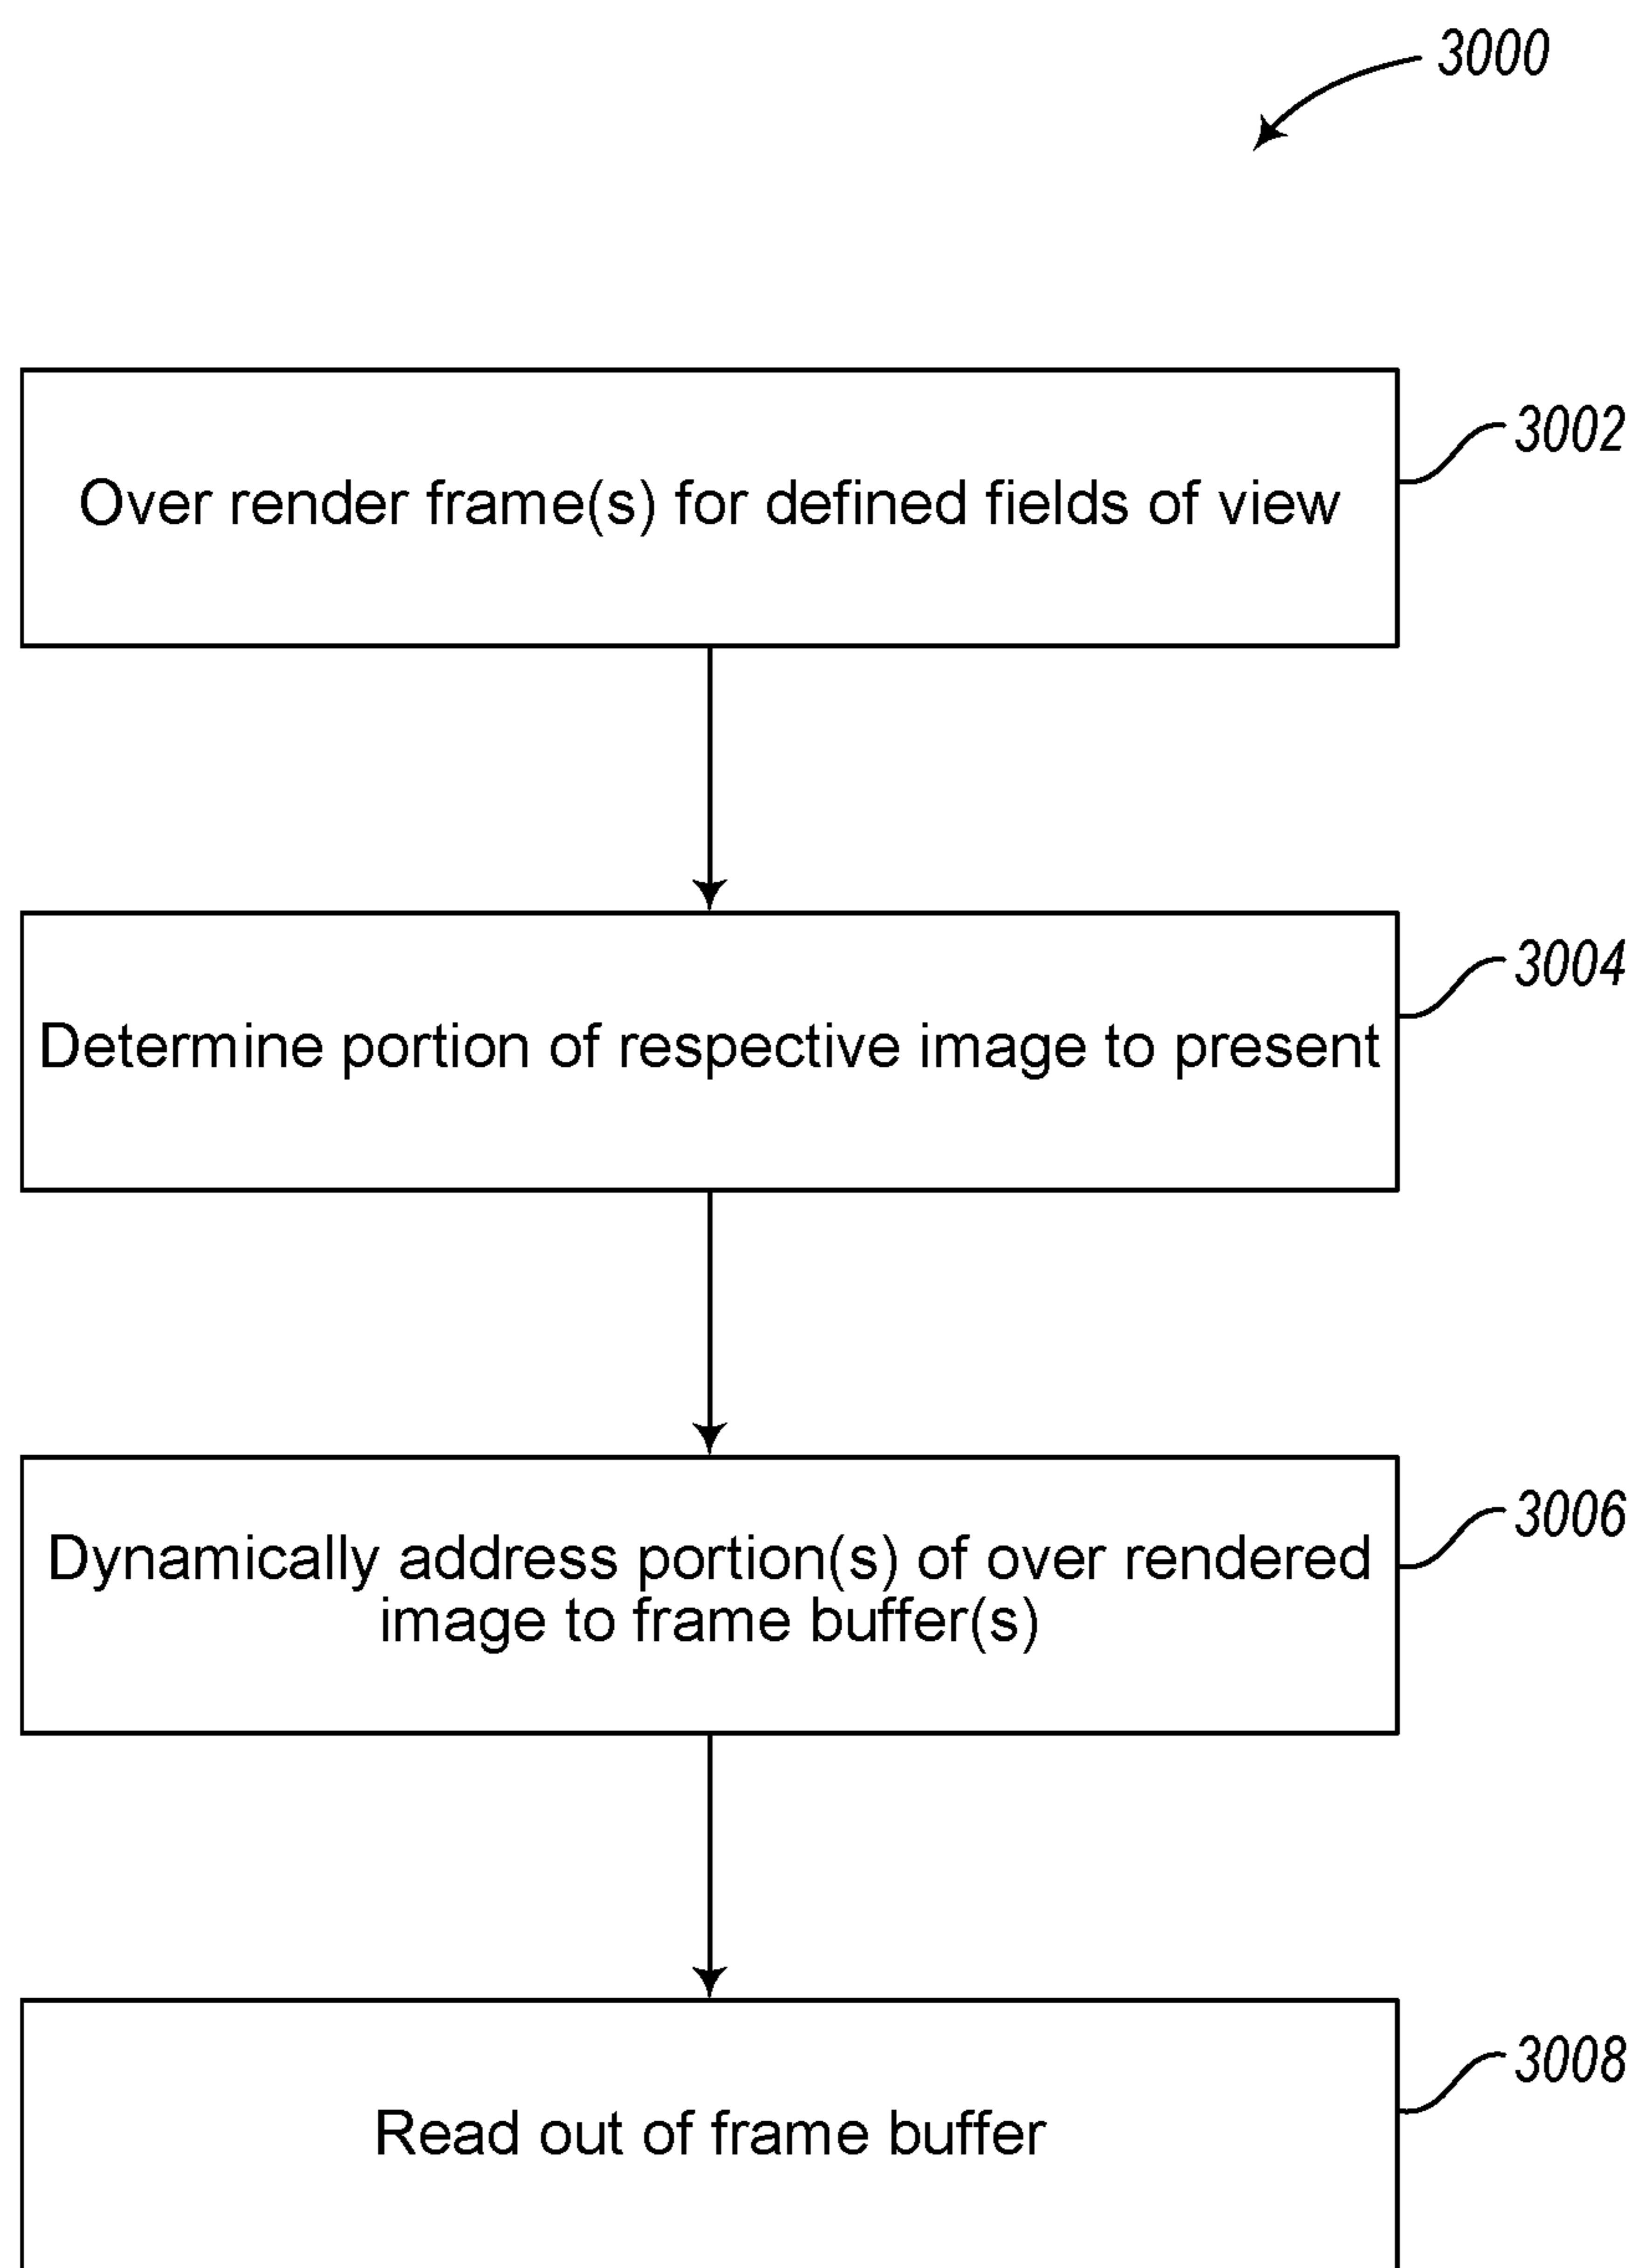 3000
Over render frame(s) for defined fields of view
3002
Determine portion of respective image to present
3004
Dynamically address portion(s) of over rendered
image to frame buffer(s)
3006
Read out of frame buffer
3008